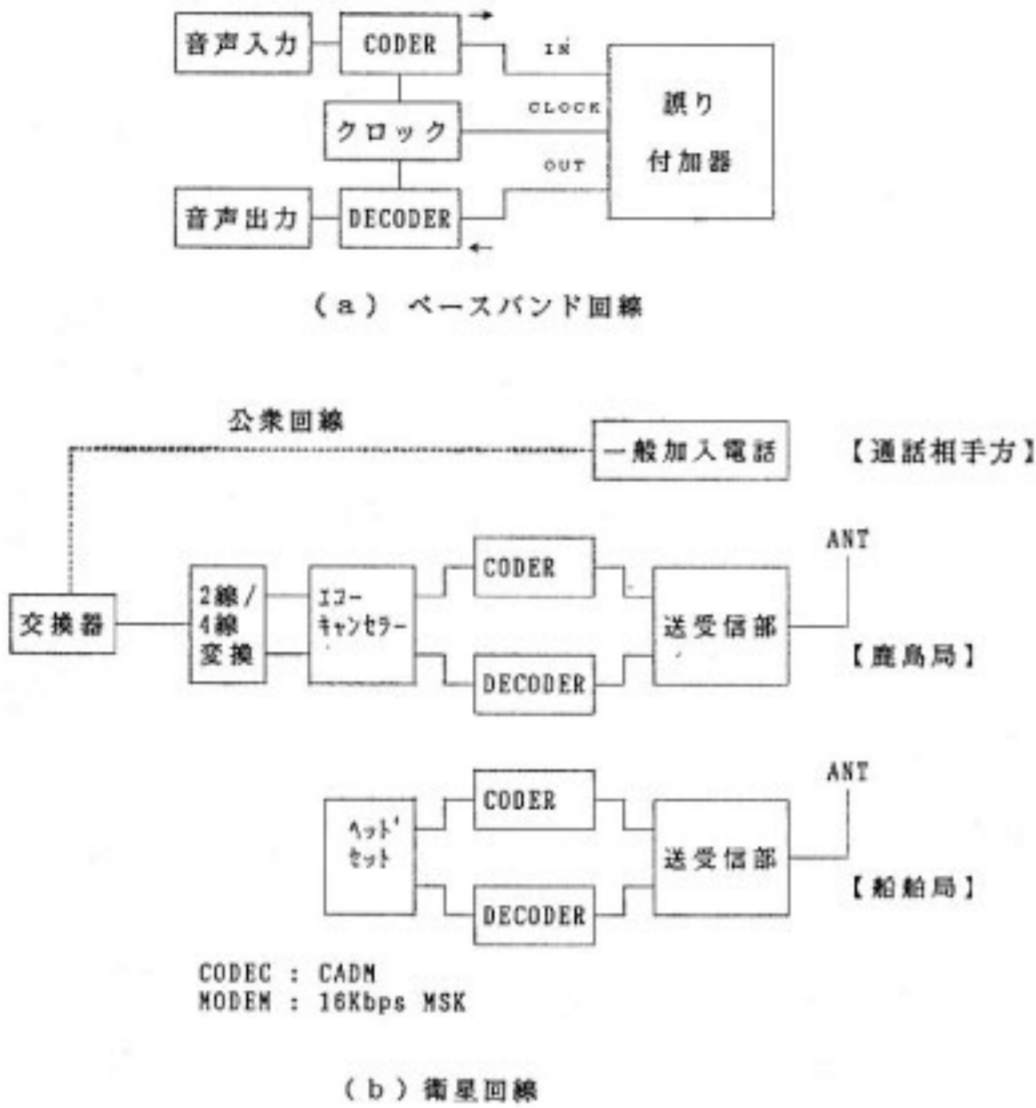 音声入力
CODER
IN
クロック
CLOCK
誤り
付加器
OUT
音声出力
DECODER
(a) ベースバンド回線
公衆回線
一般加入電話
【通話相手方】
交換器
2線/
4線
変換
エコー
キャンセラー
CODER
DECODER
送受信部
ANT
【鹿島局】
ヘッド
セット
CODER
DECODER
送受信部
ANT
【船舶局】
CODEC : CADM
MODEM : 16Kbps MSK
(b) 衛星回線